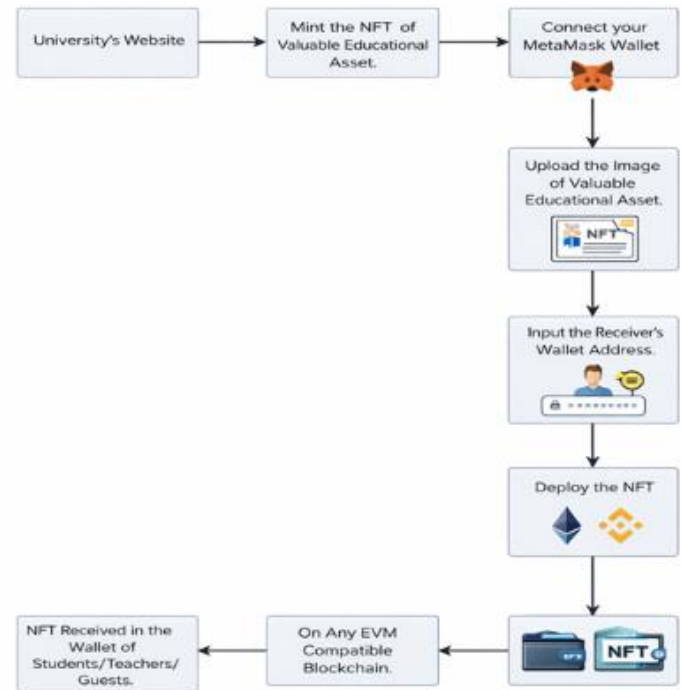 University's Website
Mint the NFT of
Valuable Educational
Asset.
Connect your
MetaMask Wallet
Upload the Image
of Valuable
Educational Asset.
NFT
Input the Receiver's
Wallet Address.
Deploy the NFT
NFT
On Any EVM
Compatible
Blockchain.
NFT Received in the
Wallet of
Students/Teachers/
Guests.